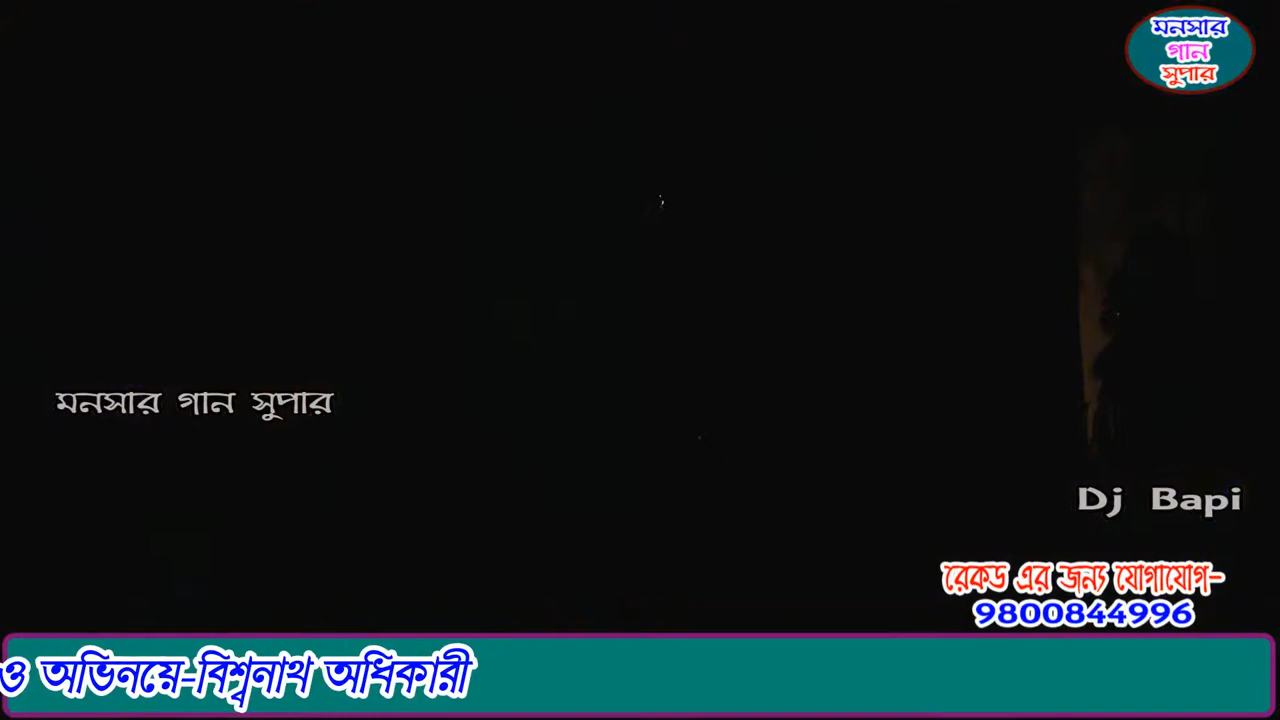 মনসার
গান
সুপার
মনসার গান সুপার
Dj Bapi
রেকড এর জন্য যোগাযোগ-
9800844996
ও অভিনয়ে-বিশ্বনাথ অধিকারী